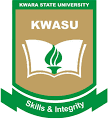 KWARA STATE UNIVERSITY
KWASU
Skills & Integrity